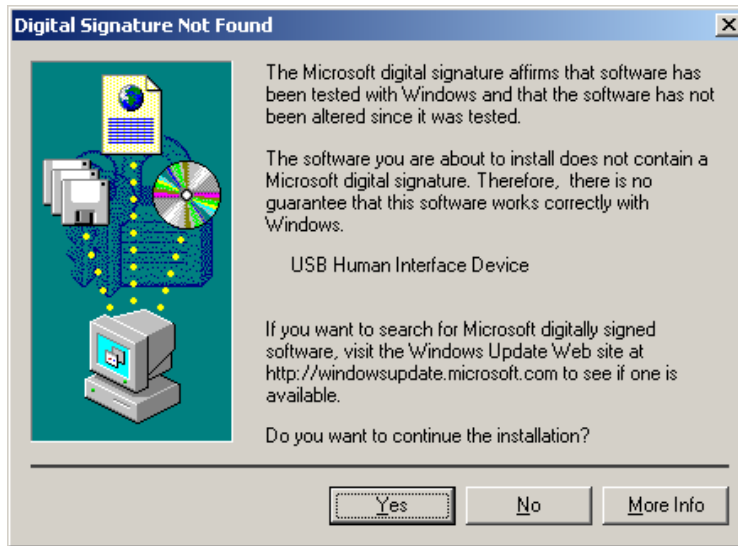 Digital Signature Not Found
The Microsoft digital signature affirms that software has
been tested with Windows and that the software has not
been altered since it was tested.
The software you are about to install does not contain a
Microsoft digital signature. Therefore,  there is no
guarantee that this software works correctly with
Windows.
USB Human Interface Device
If you want to search for Microsoft digitally signed
software, visit the Windows Update Web site at
http://windowsupdate.microsoft.com to see if one is
available.
Do you want to continue the installation?
Yes No More Info